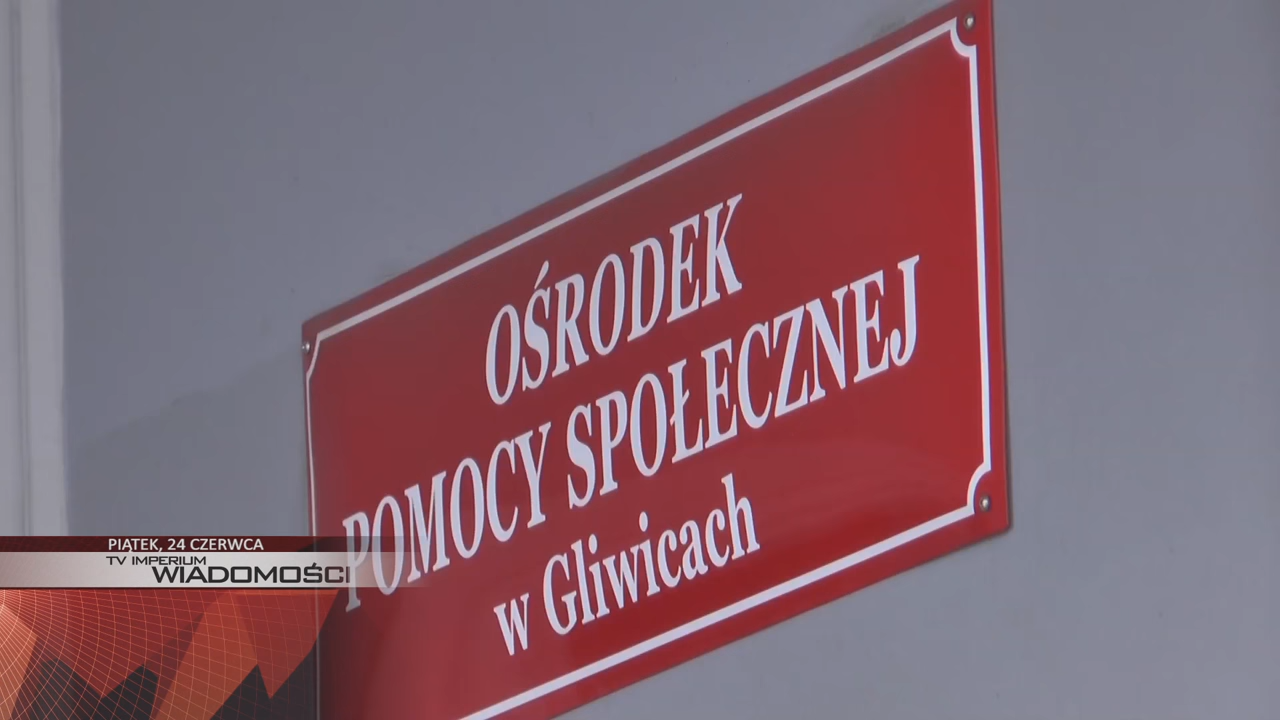 OŚRODEK
POMOCY SPOŁECZNEJ
w Gliwicach
PIĄTEK, 24 CZERWCA
TV IMPERIUM
WIADOMOŚCI